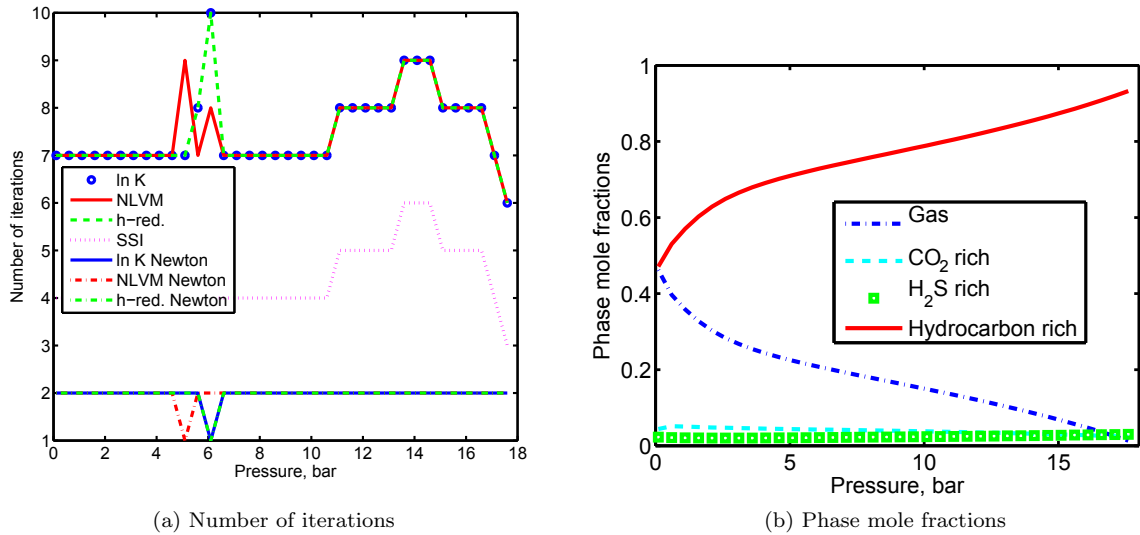 10
9
8
7
6
5
4
3
2
1
Number of iterations
ln K
NLVM
h−red.
SSI
ln K Newton
NLVM Newton
h−red. Newton
0 2 4 6 8 10 12 14 16 18
Pressure, bar
(a) Number of iterations
1
0.8
0.6
0.4
0.2
0
Phase mole fractions
Gas
CO2 rich
H2S rich
Hydrocarbon rich
0 5 10 15
Pressure, bar
(b) Phase mole fractions